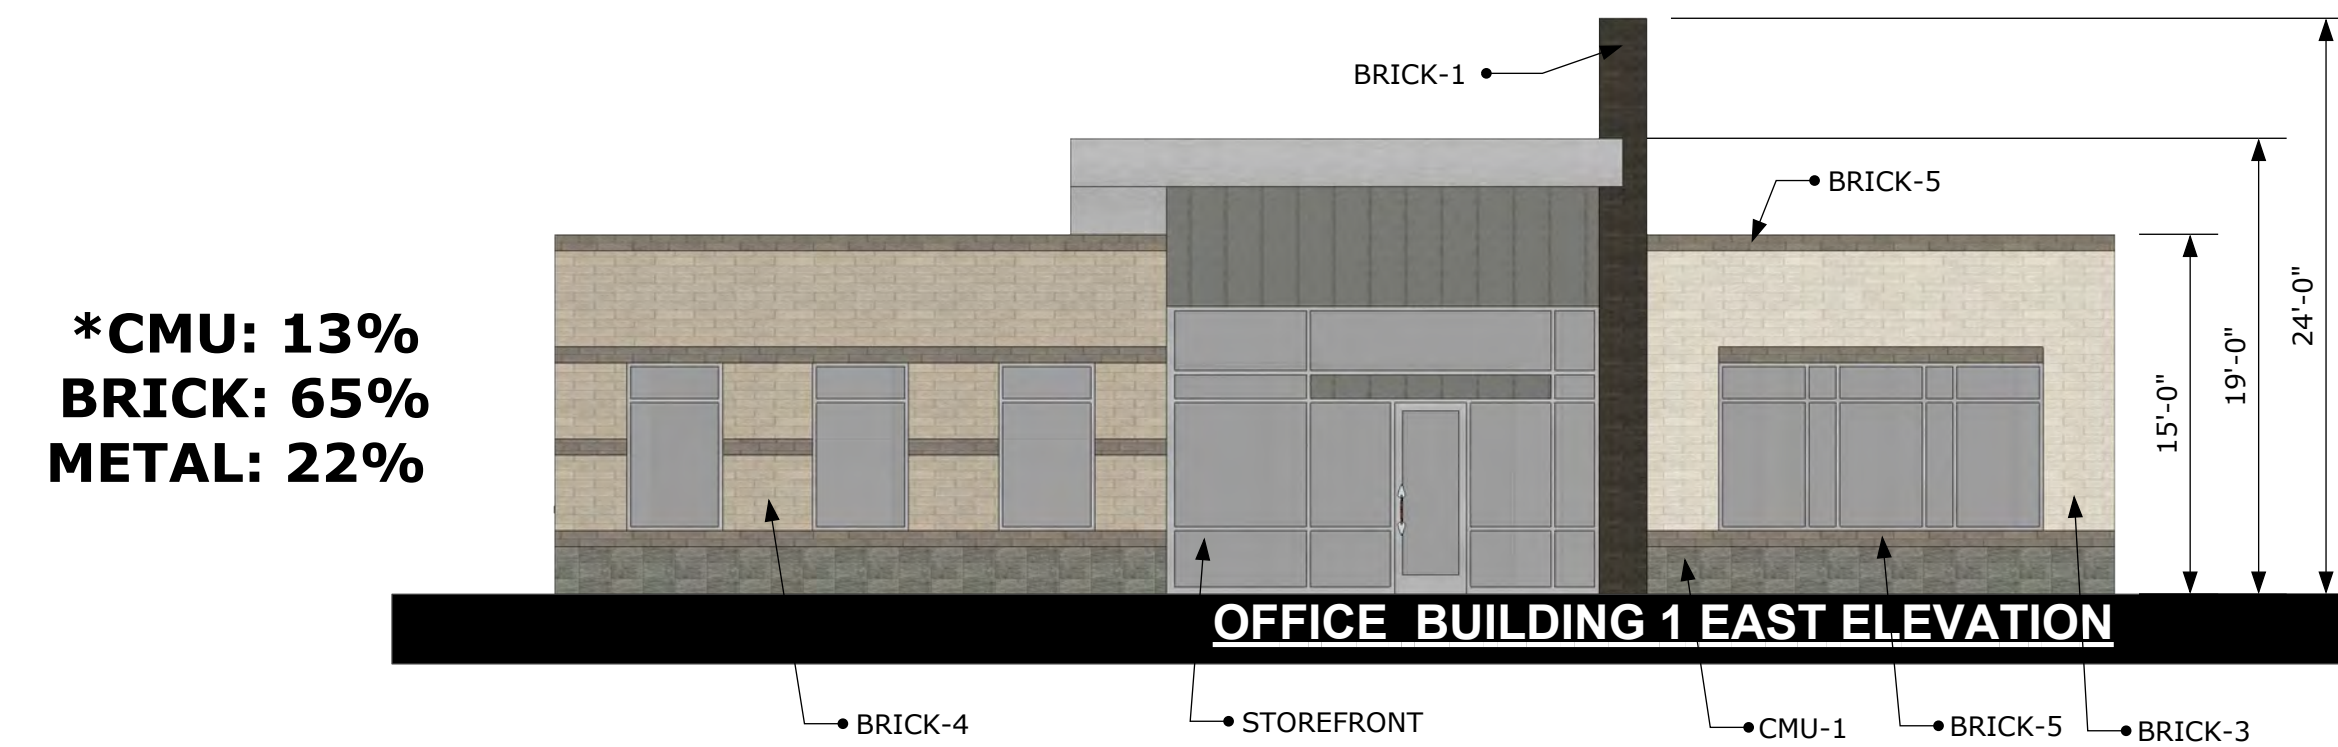 BRICK-1
BRICK-5
*CMU: 13%
BRICK: 65%
METAL: 22%
15'-0"
19'-0"
24'-0"
OFFICE BUILDING 1 EAST ELEVATION
BRICK-4
STOREFRONT
CMU-1
BRICK-5
BRICK-3